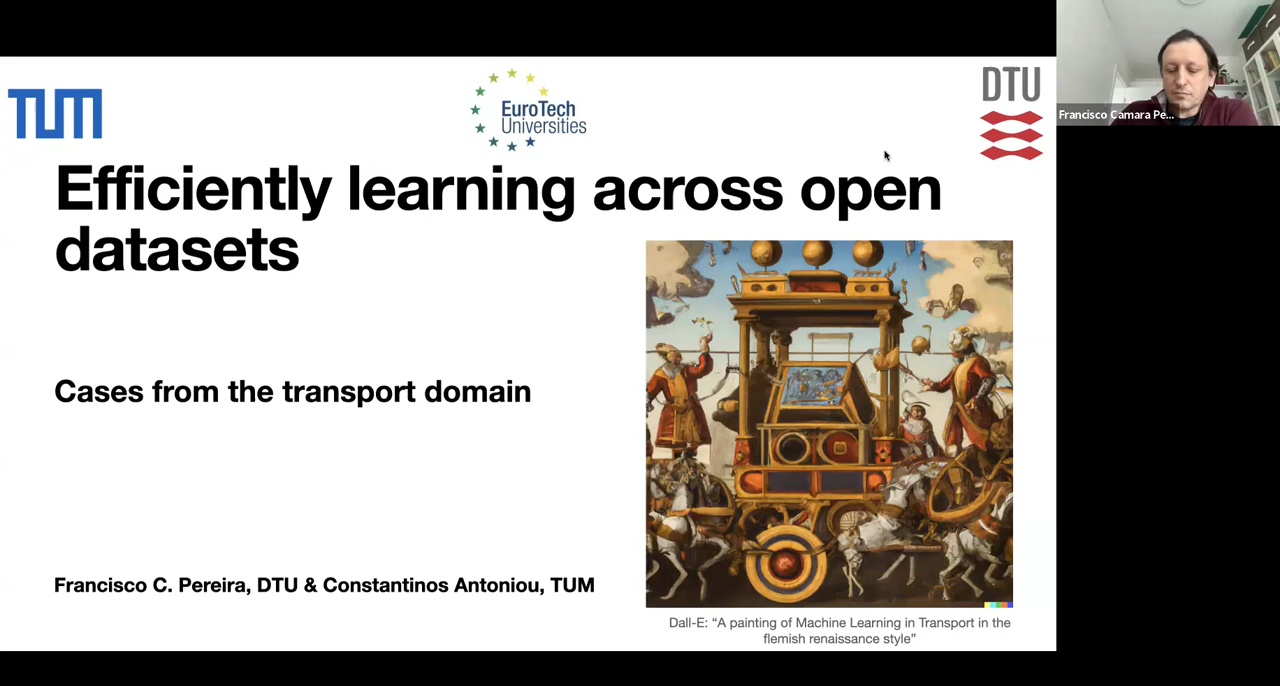 TUM
EuroTech
Universities
DTU
Francisco Camara Pe...
Efficiently learning across open
datasets
Cases from the transport domain
Francisco C. Pereira, DTU & Constantinos Antoniou, TUM
Dall-E: “A painting of Machine Learning in Transport in the
flemish renaissance style”